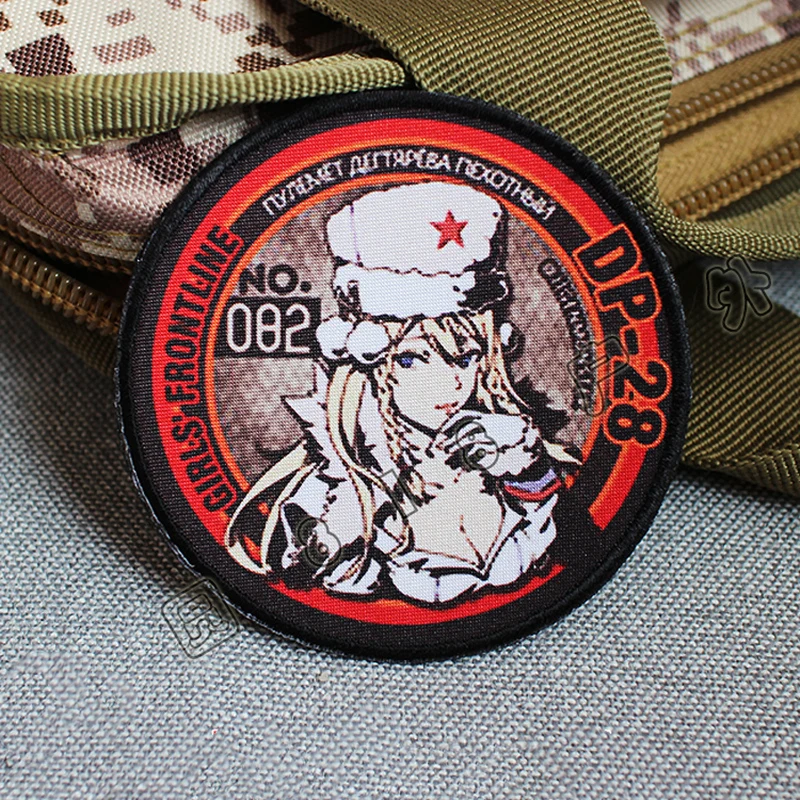 ПУЛЕМЁТ ДЕГТЯРЁВА ПЕХОТНЫЙ
GIRLS' FRONTLINE
NO.
082
DP-28